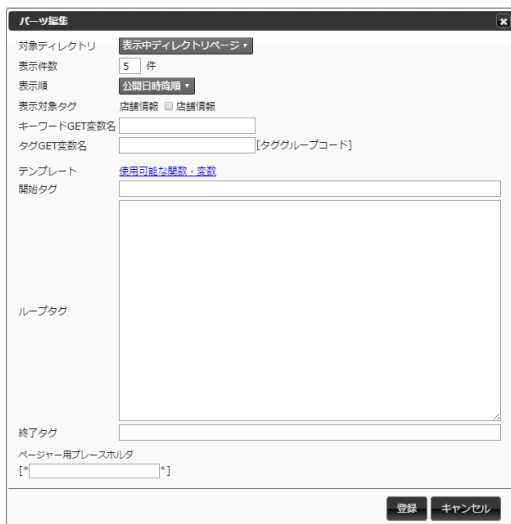 パーツ編集
対象ディレクトリ 表示中ディレクトリページ
表示件数 5 件
表示順 公開日時降順
表示対象タグ 店舗情報 店舗情報
キーワードGET変数名
タグGET変数名 [タググループコード]
テンプレート 使用可能な関数・変数
開始タグ
ループタグ
終了タグ
ページャー用プレースホルダ
[* *]
登録 キャンセル